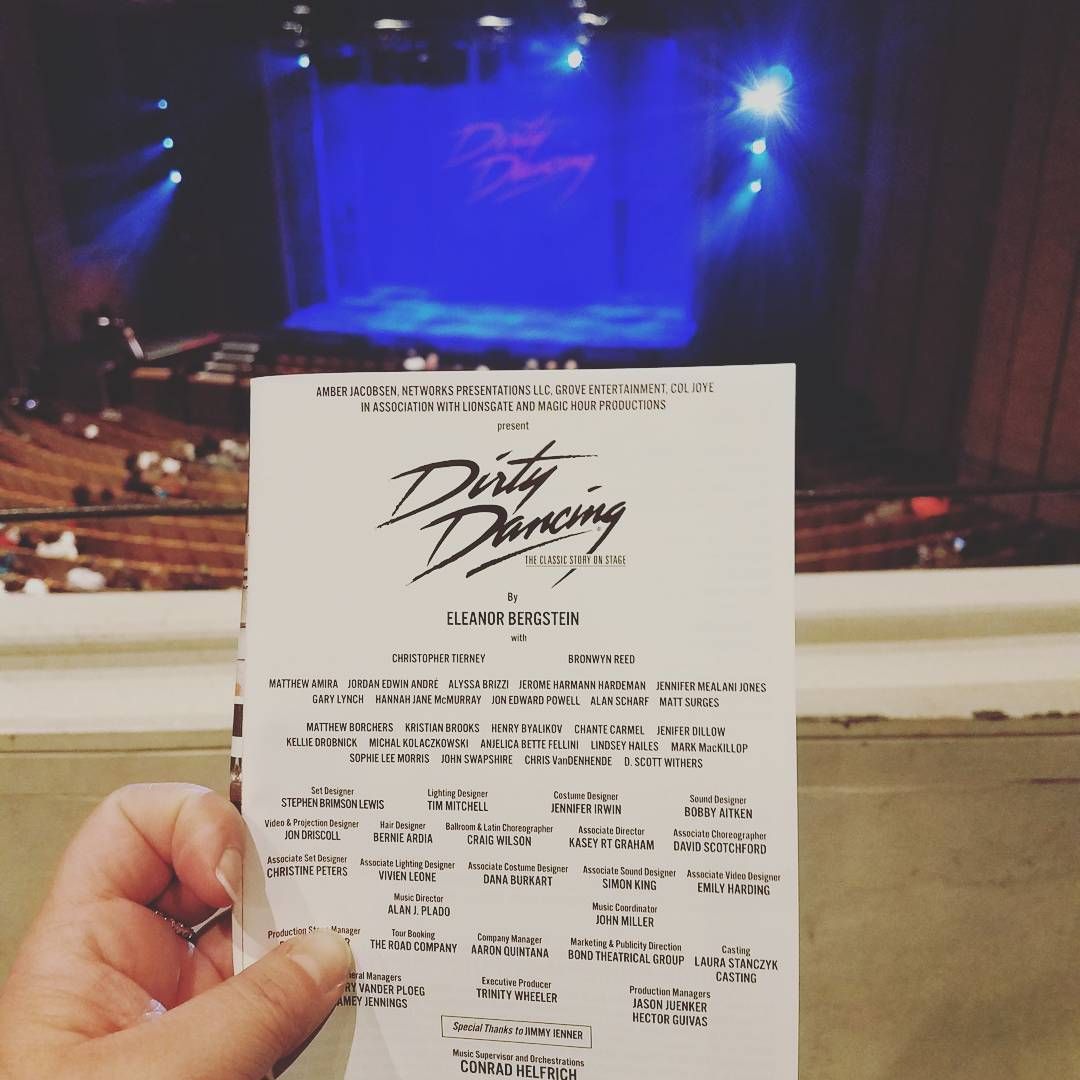 Dirty
Dancing
AMBER JACOBSEN, NETWORKS PRESENTATIONS LLC, GROVE ENTERTAINMENT, COL JOYE
IN ASSOCIATION WITH LIONSGATE AND MAGIC HOUR PRODUCTIONS
present
Dirty
Dancing
THE CLASSIC STORY ON STAGE
By
ELEANOR BERGSTEIN
with
CHRISTOPHER TIERNEY BRONWYN REED
MATTHEW AMIRA JORDAN EDWIN ANDRÉ ALYSSA BRIZZI JEROME HARMANN HARDEMAN JENNIFER MEALANI JONES
GARY LYNCH HANNAH JANE McMURRAY JON EDWARD POWELL ALAN SCHARF MATT SURGES
MATTHEW BORCHERS KRISTIAN BROOKS HENRY BYALIKOV CHANTE CARMEL JENIFER DILLOW
KELLIE DROBNICK MICHAL KOLACZKOWSKI ANJELICA BETTE FELLINI LINDSEY HAILES MARK MacKILLOP
SOPHIE LEE MORRIS JOHN SWAPSHIRE CHRIS VanDENHENDE D. SCOTT WITHERS
Set Designer Lighting Designer Costume Designer Sound Designer
STEPHEN BRIMSON LEWIS TIM MITCHELL JENNIFER IRWIN BOBBY AITKEN
Video & Projection Designer Hair Designer Ballroom & Latin Choreographer Associate Director Associate Choreographer
JON DRISCOLL BERNIE ARDIA CRAIG WILSON KASEY RT GRAHAM DAVID SCOTCHFORD
Associate Set Designer Associate Lighting Designer Associate Costume Designer Associate Sound Designer Associate Video Designer
CHRISTINE PETERS VIVIEN LEONE DANA BURKART SIMON KING EMILY HARDING
Music Director Music Coordinator
ALAN J. PLADO JOHN MILLER
Production Manager Tour Booking Company Manager Marketing & Publicity Direction Casting
THE ROAD COMPANY AARON QUINTANA BOND THEATRICAL GROUP LAURA STANCZYK
CASTING
Managers Executive Producer Production Managers
VANDER PLOEG TRINITY WHEELER JASON JUENKER
JENNINGS HECTOR GUIVAS
Special Thanks to JIMMY IENNER
Music Supervisor and Orchestrations
CONRAD HELFRICH